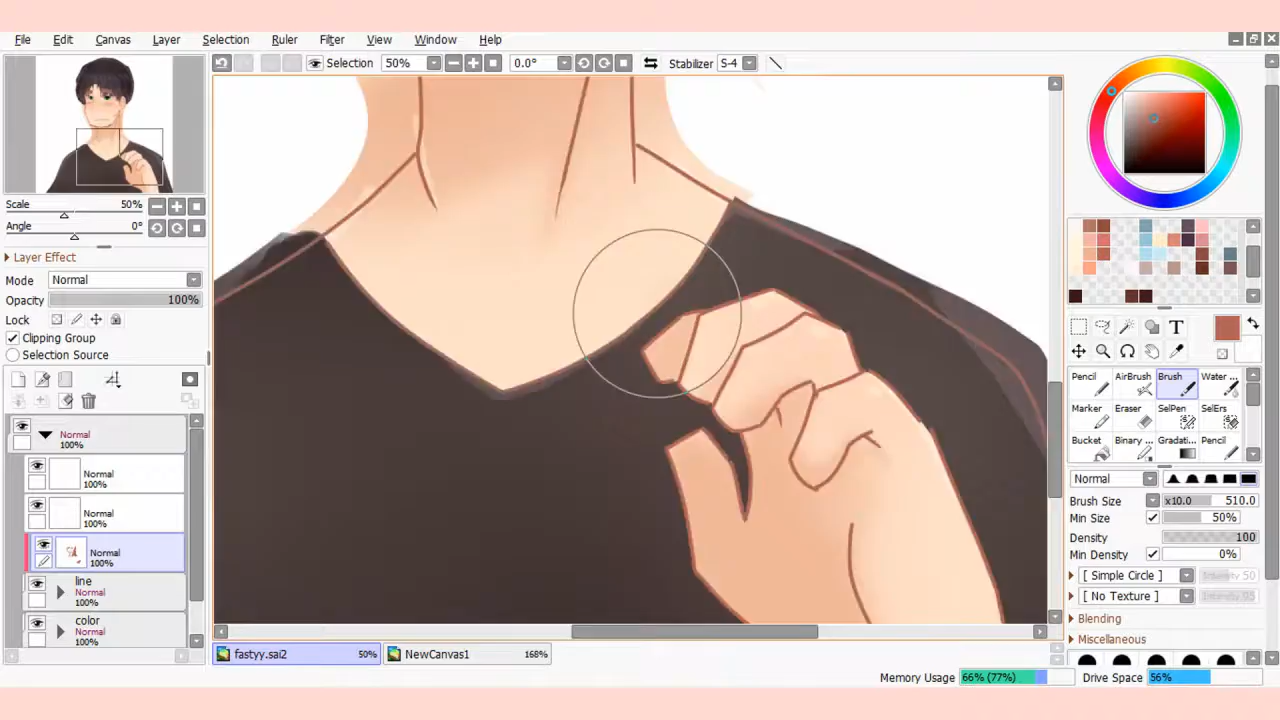 File Edit Canvas Layer Selection Ruler Filter View Window Help
Selection 50% 0.0° Stabilizer S-4
Scale 50%
Angle 0°
Layer Effect
Mode Normal
Opacity 100%
Lock
Clipping Group
Selection Source
Normal
100%
Normal
100%
Normal
100%
Normal
100%
line
Normal
100%
color
Normal
100%
fastyy.sai2 50% NewCanvas1 168%
Memory Usage 66% (77%) Drive Space 56%
T
Pencil AirBrush Brush Water ..
Marker Eraser SelPen SelErs
Bucket Binary .. Gradati.. Pencil
Normal
Brush Size x10.0 510.0
Min Size 50%
Density 100
Min Density 0%
[ Simple Circle ] Intensity 50
[ No Texture ] Intensity 95
Blending
Miscellaneous